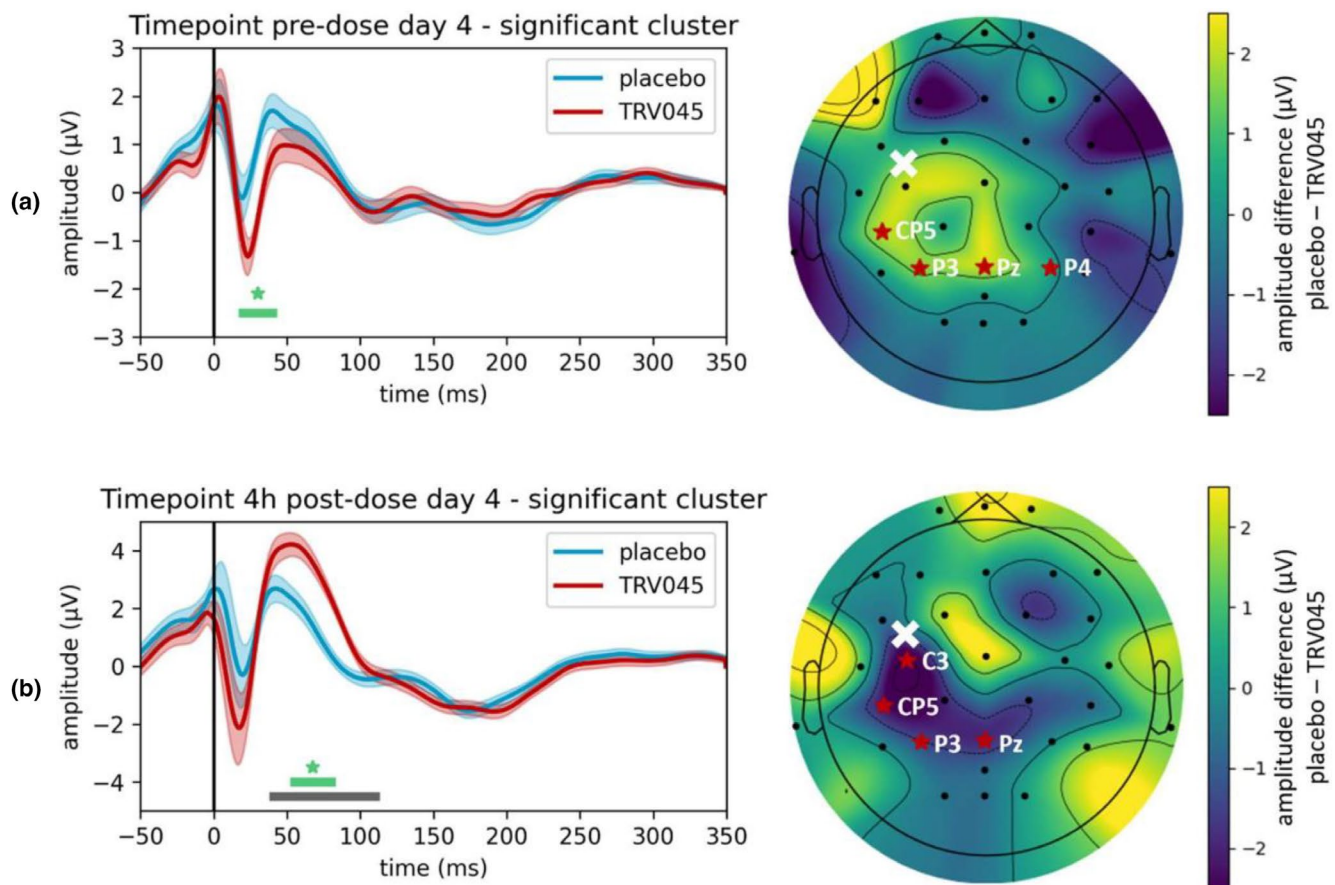 Timepoint pre-dose day 4 - significant cluster
3
2
1
0
−1
−2
−3
amplitude (μV)
placebo
TRV045
(a)
−50 0 50 100 150 200 250 300 350
time (ms)
CP5
P3 Pz P4
2
1
0
−1
−2
amplitude difference (μV)
placebo − TRV045
Timepoint 4h post-dose day 4 - significant cluster
4
2
0
−2
−4
amplitude (μV)
placebo
TRV045
(b)
−50 0 50 100 150 200 250 300 350
time (ms)
C3
CP5
P3 Pz
2
1
0
−1
−2
amplitude difference (μV)
placebo − TRV045